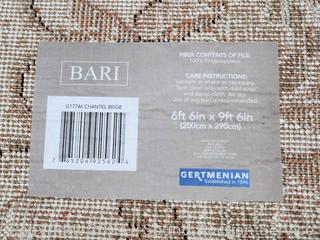 BARI
G17746 CHANTEL BEIGE
FIBER CONTENTS OF PILE:
100% Polypropylene
CARE INSTRUCTIONS:
Vacuum or shake as necessary.
Spot clean only with mild soap
and damp cloth. Air dry.
Use of rug pad is recommended.
6ft 6in x 9ft 6in
(200cm x 290cm)
GERTMENIAN
Established in 1896